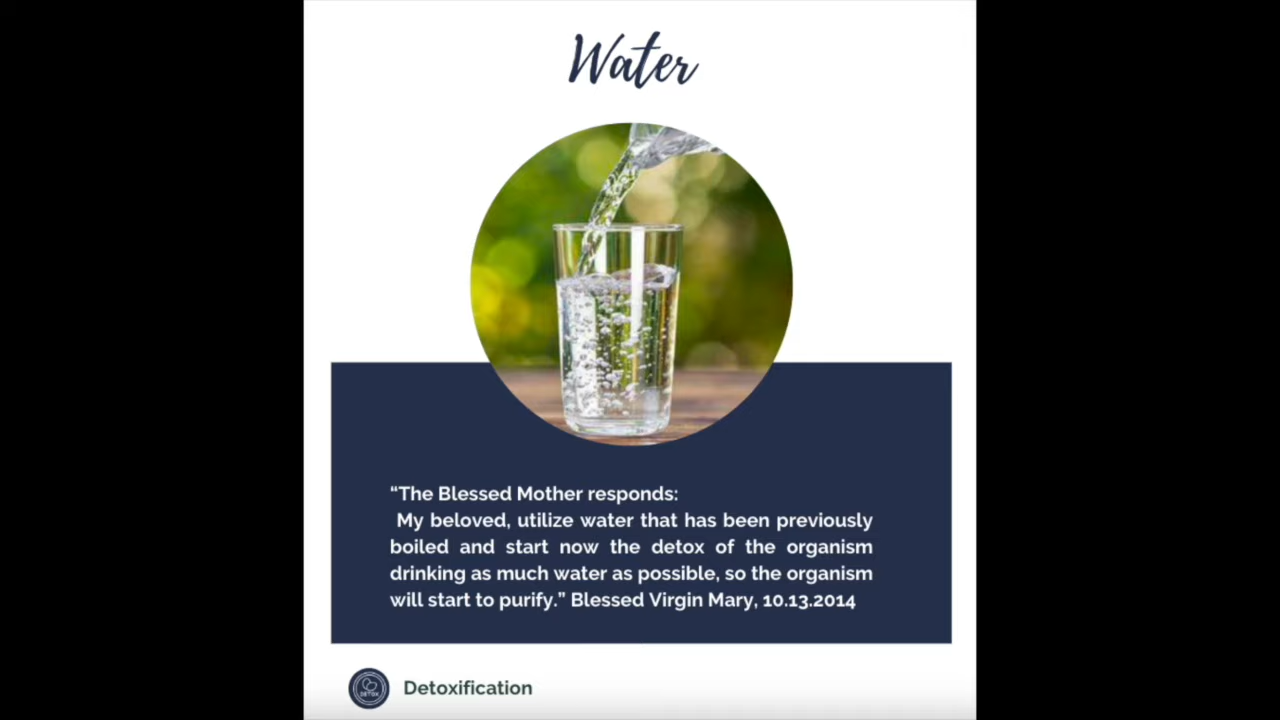 Water
“The Blessed Mother responds:
My beloved, utilize water that has been previously
boiled and start now the detox of the organism
drinking as much water as possible, so the organism
will start to purify.” Blessed Virgin Mary, 10.13.2014
DETOX
Detoxification